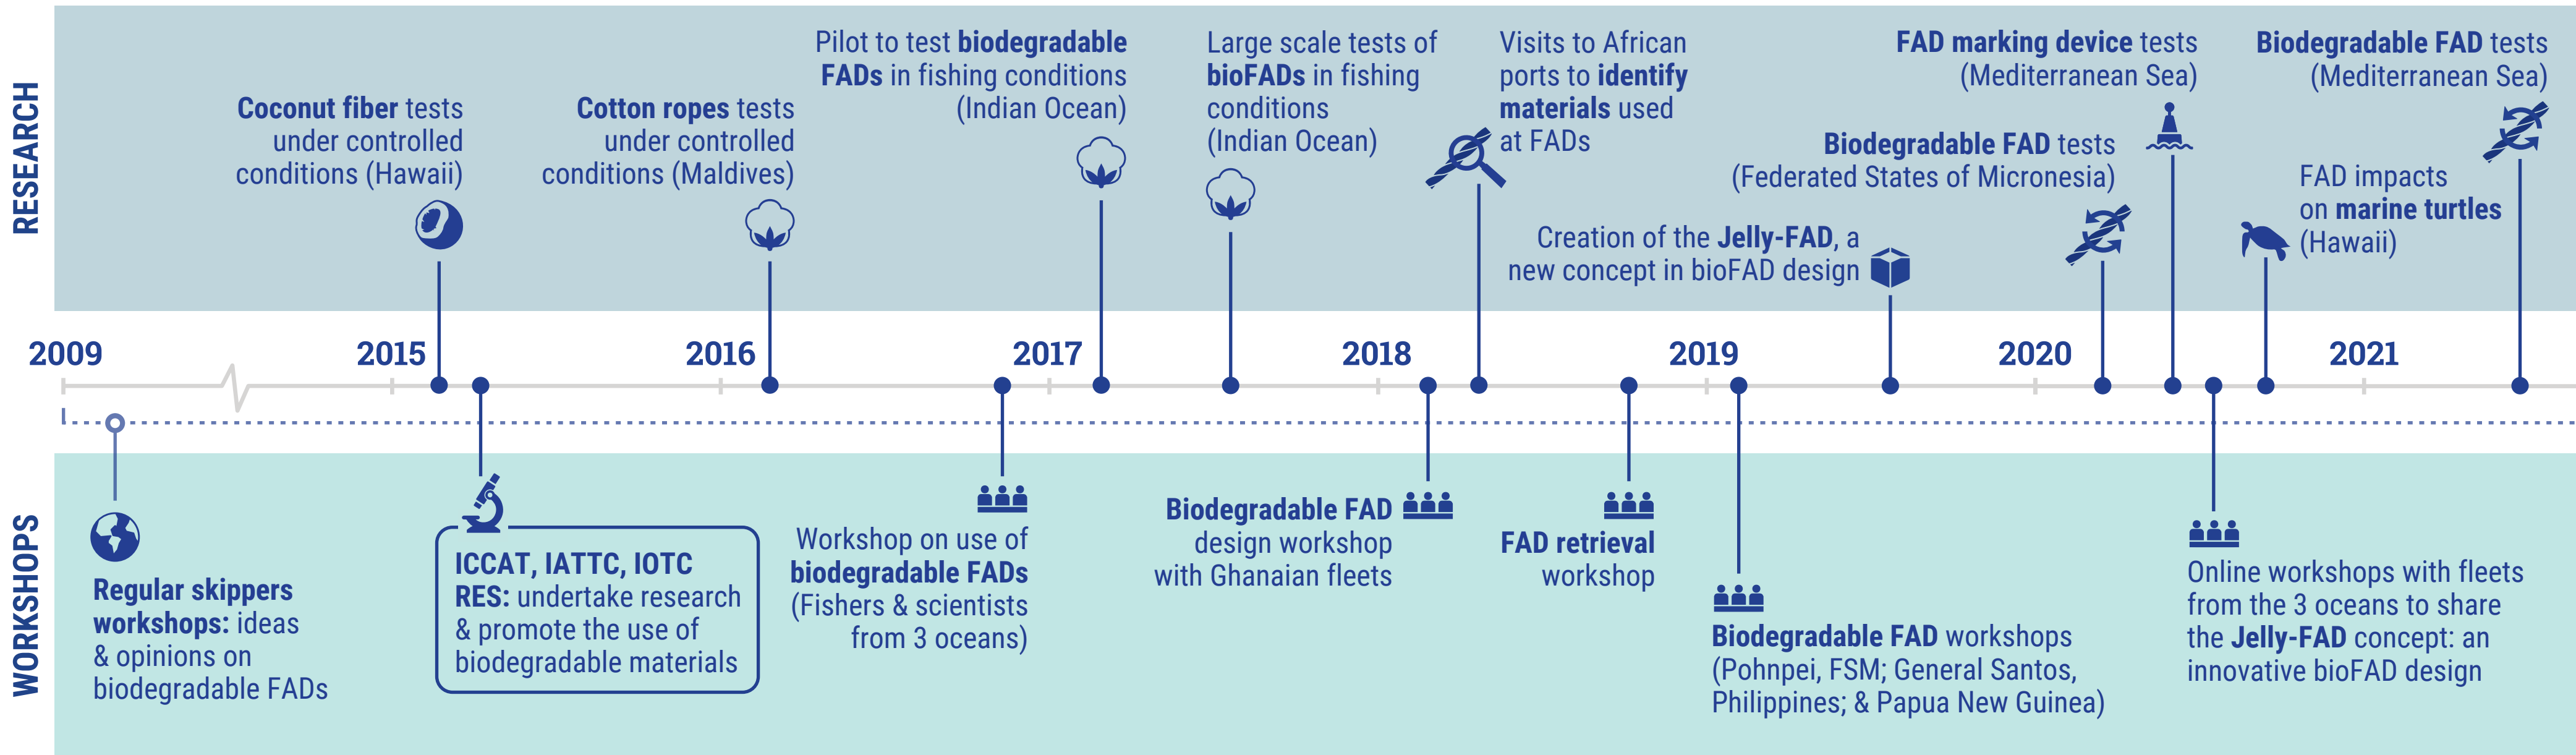 RESEARCH
Coconut fiber tests
under controlled
conditions (Hawaii)
Cotton ropes tests
under controlled
conditions (Maldives)
Pilot to test biodegradable
FADs in fishing conditions
(Indian Ocean)
Large scale tests of
bioFADs in fishing
conditions
(Indian Ocean)
Visits to African
ports to identify
materials used
at FADs
Creation of the Jelly-FAD, a
new concept in bioFAD design
Biodegradable FAD tests
(Federated States of Micronesia)
FAD marking device tests
(Mediterranean Sea)
FAD impacts
on marine turtles
(Hawaii)
Biodegradable FAD tests
(Mediterranean Sea)
2009
2015
2016
2017
2018
2019
2020
2021
WORKSHOPS
Regular skippers
workshops: ideas
& opinions on
biodegradable FADs
ICCAT, IATTC, IOTC
RES: undertake research
& promote the use of
biodegradable materials
Workshop on use of
biodegradable FADs
(Fishers & scientists
from 3 oceans)
Biodegradable FAD
design workshop
with Ghanaian fleets
FAD retrieval
workshop
Biodegradable FAD workshops
(Pohnpei, FSM; General Santos,
Philippines; & Papua New Guinea)
Online workshops with fleets
from the 3 oceans to share
the Jelly-FAD concept: an
innovative bioFAD design